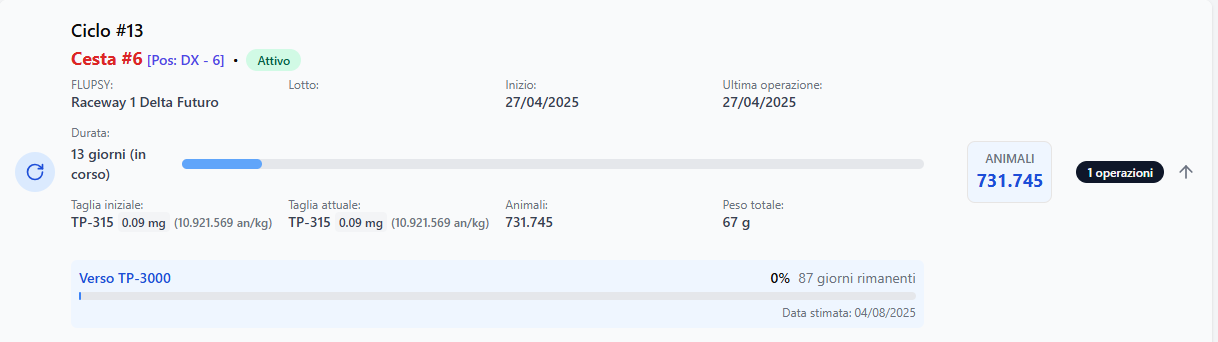 Ciclo #13
Cesta #6 [Pos: DX - 6] • Attivo
FLUPSY: Lotto: Inizio: Ultima operazione:
Raceway 1 Delta Futuro 27/04/2025 27/04/2025
Durata:
13 giorni (in
corso)
ANIMALI
731.745
1 operazioni
Taglia iniziale: Taglia attuale: Animali: Peso totale:
TP-315 0.09 mg (10.921.569 an/kg) TP-315 0.09 mg (10.921.569 an/kg) 731.745 67 g
Verso TP-3000 0% 87 giorni rimanenti
Data stimata: 04/08/2025